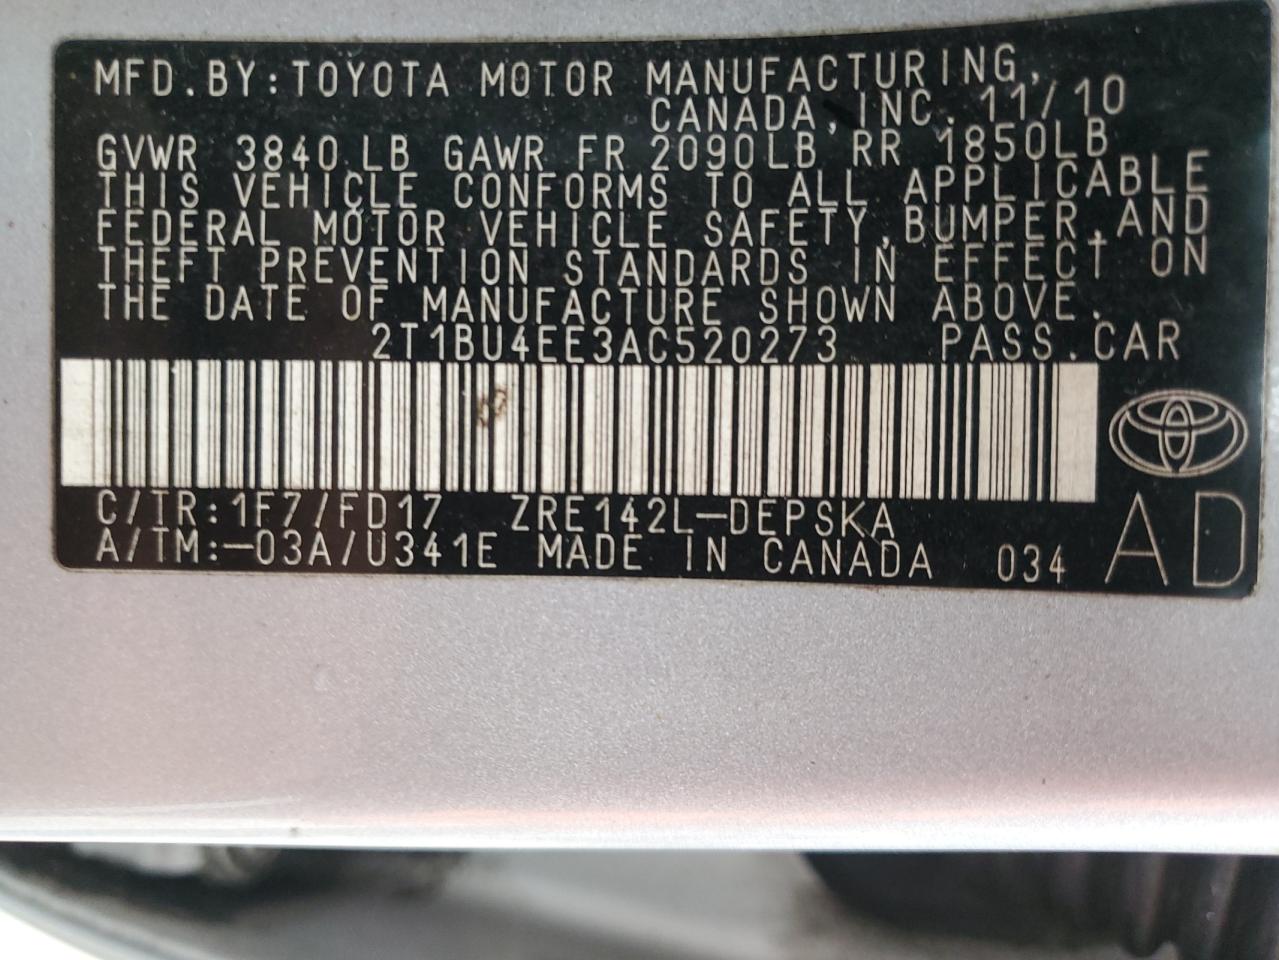 MFD.BY:TOYOTA MOTOR MANUFACTURING,
CANADA,INC. 11/10
GVWR 3840 LB GAWR FR 2090LB RR 1850LB
THIS VEHICLE CONFORMS TO ALL APPLICABLE
FEDERAL MOTOR VEHICLE SAFETY,BUMPER,AND
THEFT PREVENTION STANDARDS IN EFFECT ON
THE DATE OF MANUFACTURE SHOWN ABOVE.
2T1BU4EE3AC520273 PASS.CAR
C/TR:1F7/FD17 ZRE142L-DEPSKA
A/TM:-03A/U341E MADE IN CANADA 034 AD